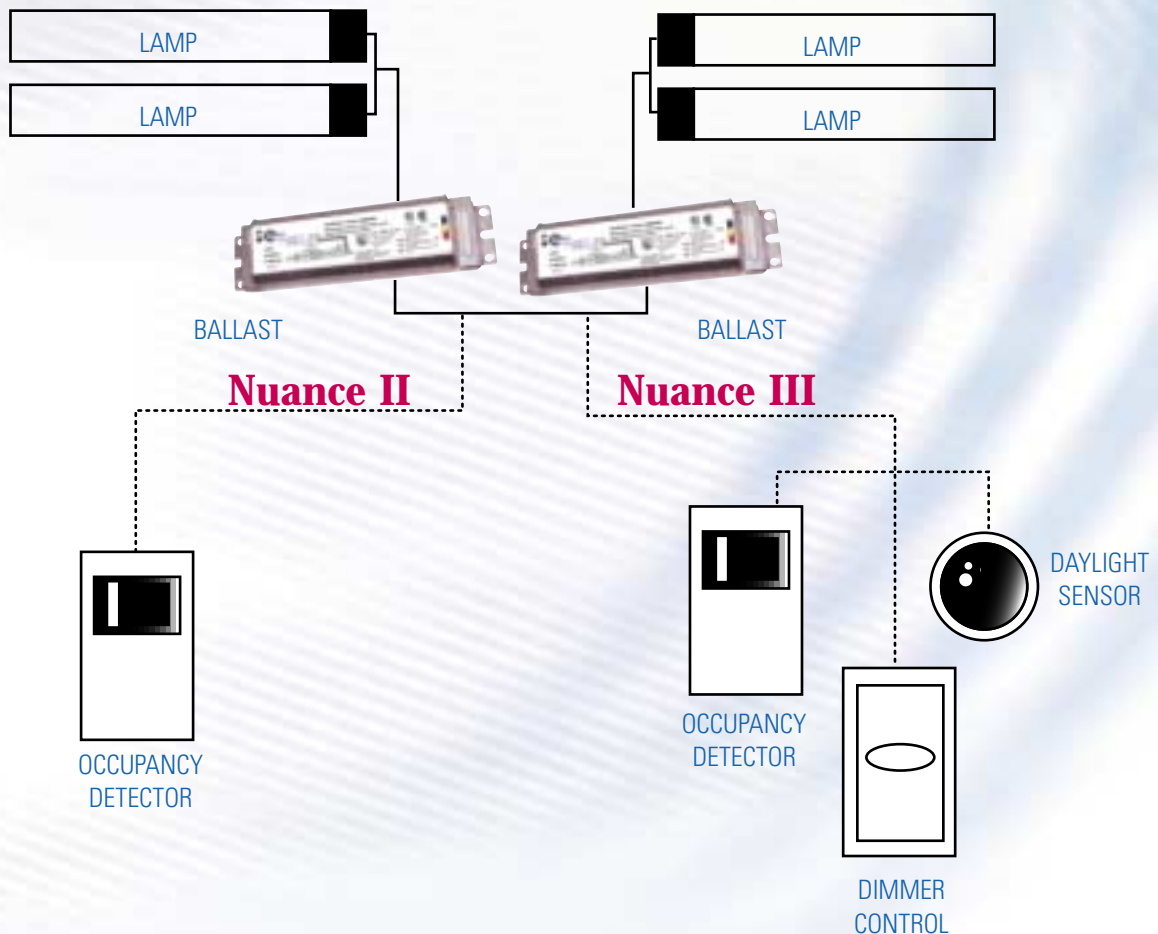 LAMP
LAMP
LAMP
LAMP
BALLAST
BALLAST
Nuance II
Nuance III
DAYLIGHT
SENSOR
OCCUPANCY
DETECTOR
OCCUPANCY
DETECTOR
DIMMER
CONTROL